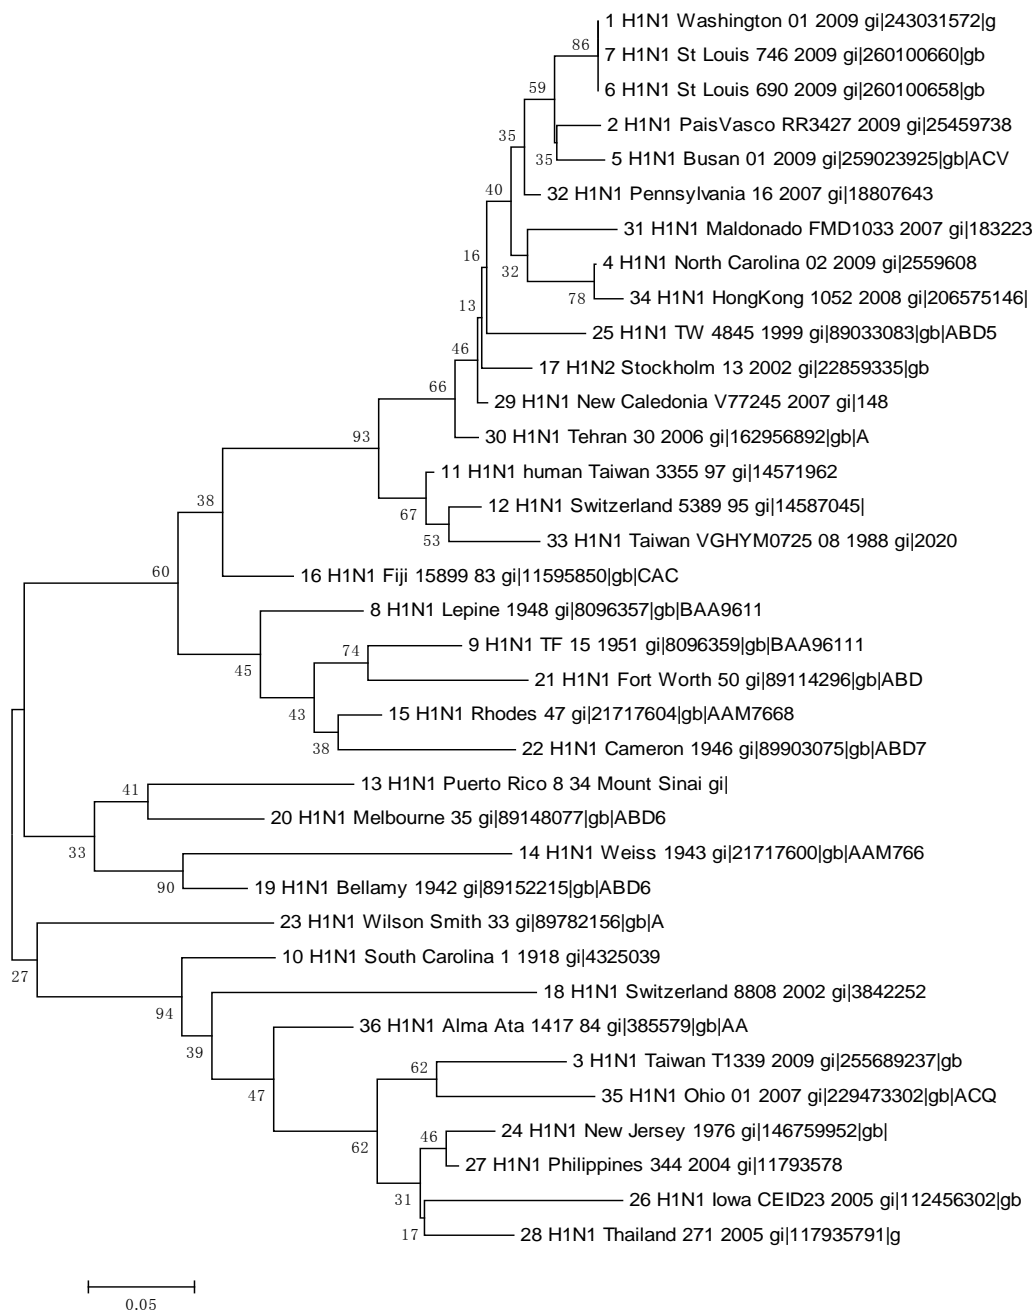 1 H1N1 Washington 01 2009 gi|243031572|g
86
7 H1N1 St Louis 746 2009 gi|260100660|gb
6 H1N1 St Louis 690 2009 gi|260100658|gb
59
2 H1N1 PaisVasco RR3427 2009 gi|25459738
35
35
5 H1N1 Busan 01 2009 gi|259023925|gb|ACV
40
32 H1N1 Pennsylvania 16 2007 gi|18807643
31 H1N1 Maldonado FMD1033 2007 gi|183223
16
32
4 H1N1 North Carolina 02 2009 gi|2559608
78
34 H1N1 HongKong 1052 2008 gi|206575146|
13
25 H1N1 TW 4845 1999 gi|89033083|gb|ABD5
46
17 H1N2 Stockholm 13 2002 gi|22859335|gb
66
29 H1N1 New Caledonia V77245 2007 gi|148
93
30 H1N1 Tehran 30 2006 gi|162956892|gb|A
11 H1N1 human Taiwan 3355 97 gi|14571962
38
67
12 H1N1 Switzerland 5389 95 gi|14587045|
53
33 H1N1 Taiwan VGHYM0725 08 1988 gi|2020
60
16 H1N1 Fiji 15899 83 gi|11595850|gb|CAC
8 H1N1 Lepine 1948 gi|8096357|gb|BAA9611
74
9 H1N1 TF 15 1951 gi|8096359|gb|BAA96111
45
21 H1N1 Fort Worth 50 gi|89114296|gb|ABD
43
15 H1N1 Rhodes 47 gi|21717604|gb|AAM7668
38
22 H1N1 Cameron 1946 gi|89903075|gb|ABD7
41
13 H1N1 Puerto Rico 8 34 Mount Sinai gi|
20 H1N1 Melbourne 35 gi|89148077|gb|ABD6
33
14 H1N1 Weiss 1943 gi|21717600|gb|AAM766
90
19 H1N1 Bellamy 1942 gi|89152215|gb|ABD6
23 H1N1 Wilson Smith 33 gi|89782156|gb|A
27
10 H1N1 South Carolina 1 1918 gi|4325039
94
18 H1N1 Switzerland 8808 2002 gi|3842252
39
36 H1N1 Alma Ata 1417 84 gi|385579|gb|AA
62
3 H1N1 Taiwan T1339 2009 gi|255689237|gb
47
35 H1N1 Ohio 01 2007 gi|229473302|gb|ACQ
62
46
24 H1N1 New Jersey 1976 gi|146759952|gb|
27 H1N1 Philippines 344 2004 gi|11793578
31
26 H1N1 Iowa CEID23 2005 gi|112456302|gb
17
28 H1N1 Thailand 271 2005 gi|117935791|g
0.05